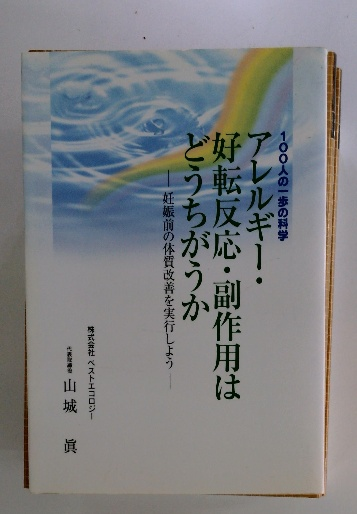 100人の一歩の科学
アレルギー・
好転反応・副作用は
どうちがうか
―妊娠前の体質改善を実行しよう―
株式会社 ベストエコロジー
代表取締役 山城 眞